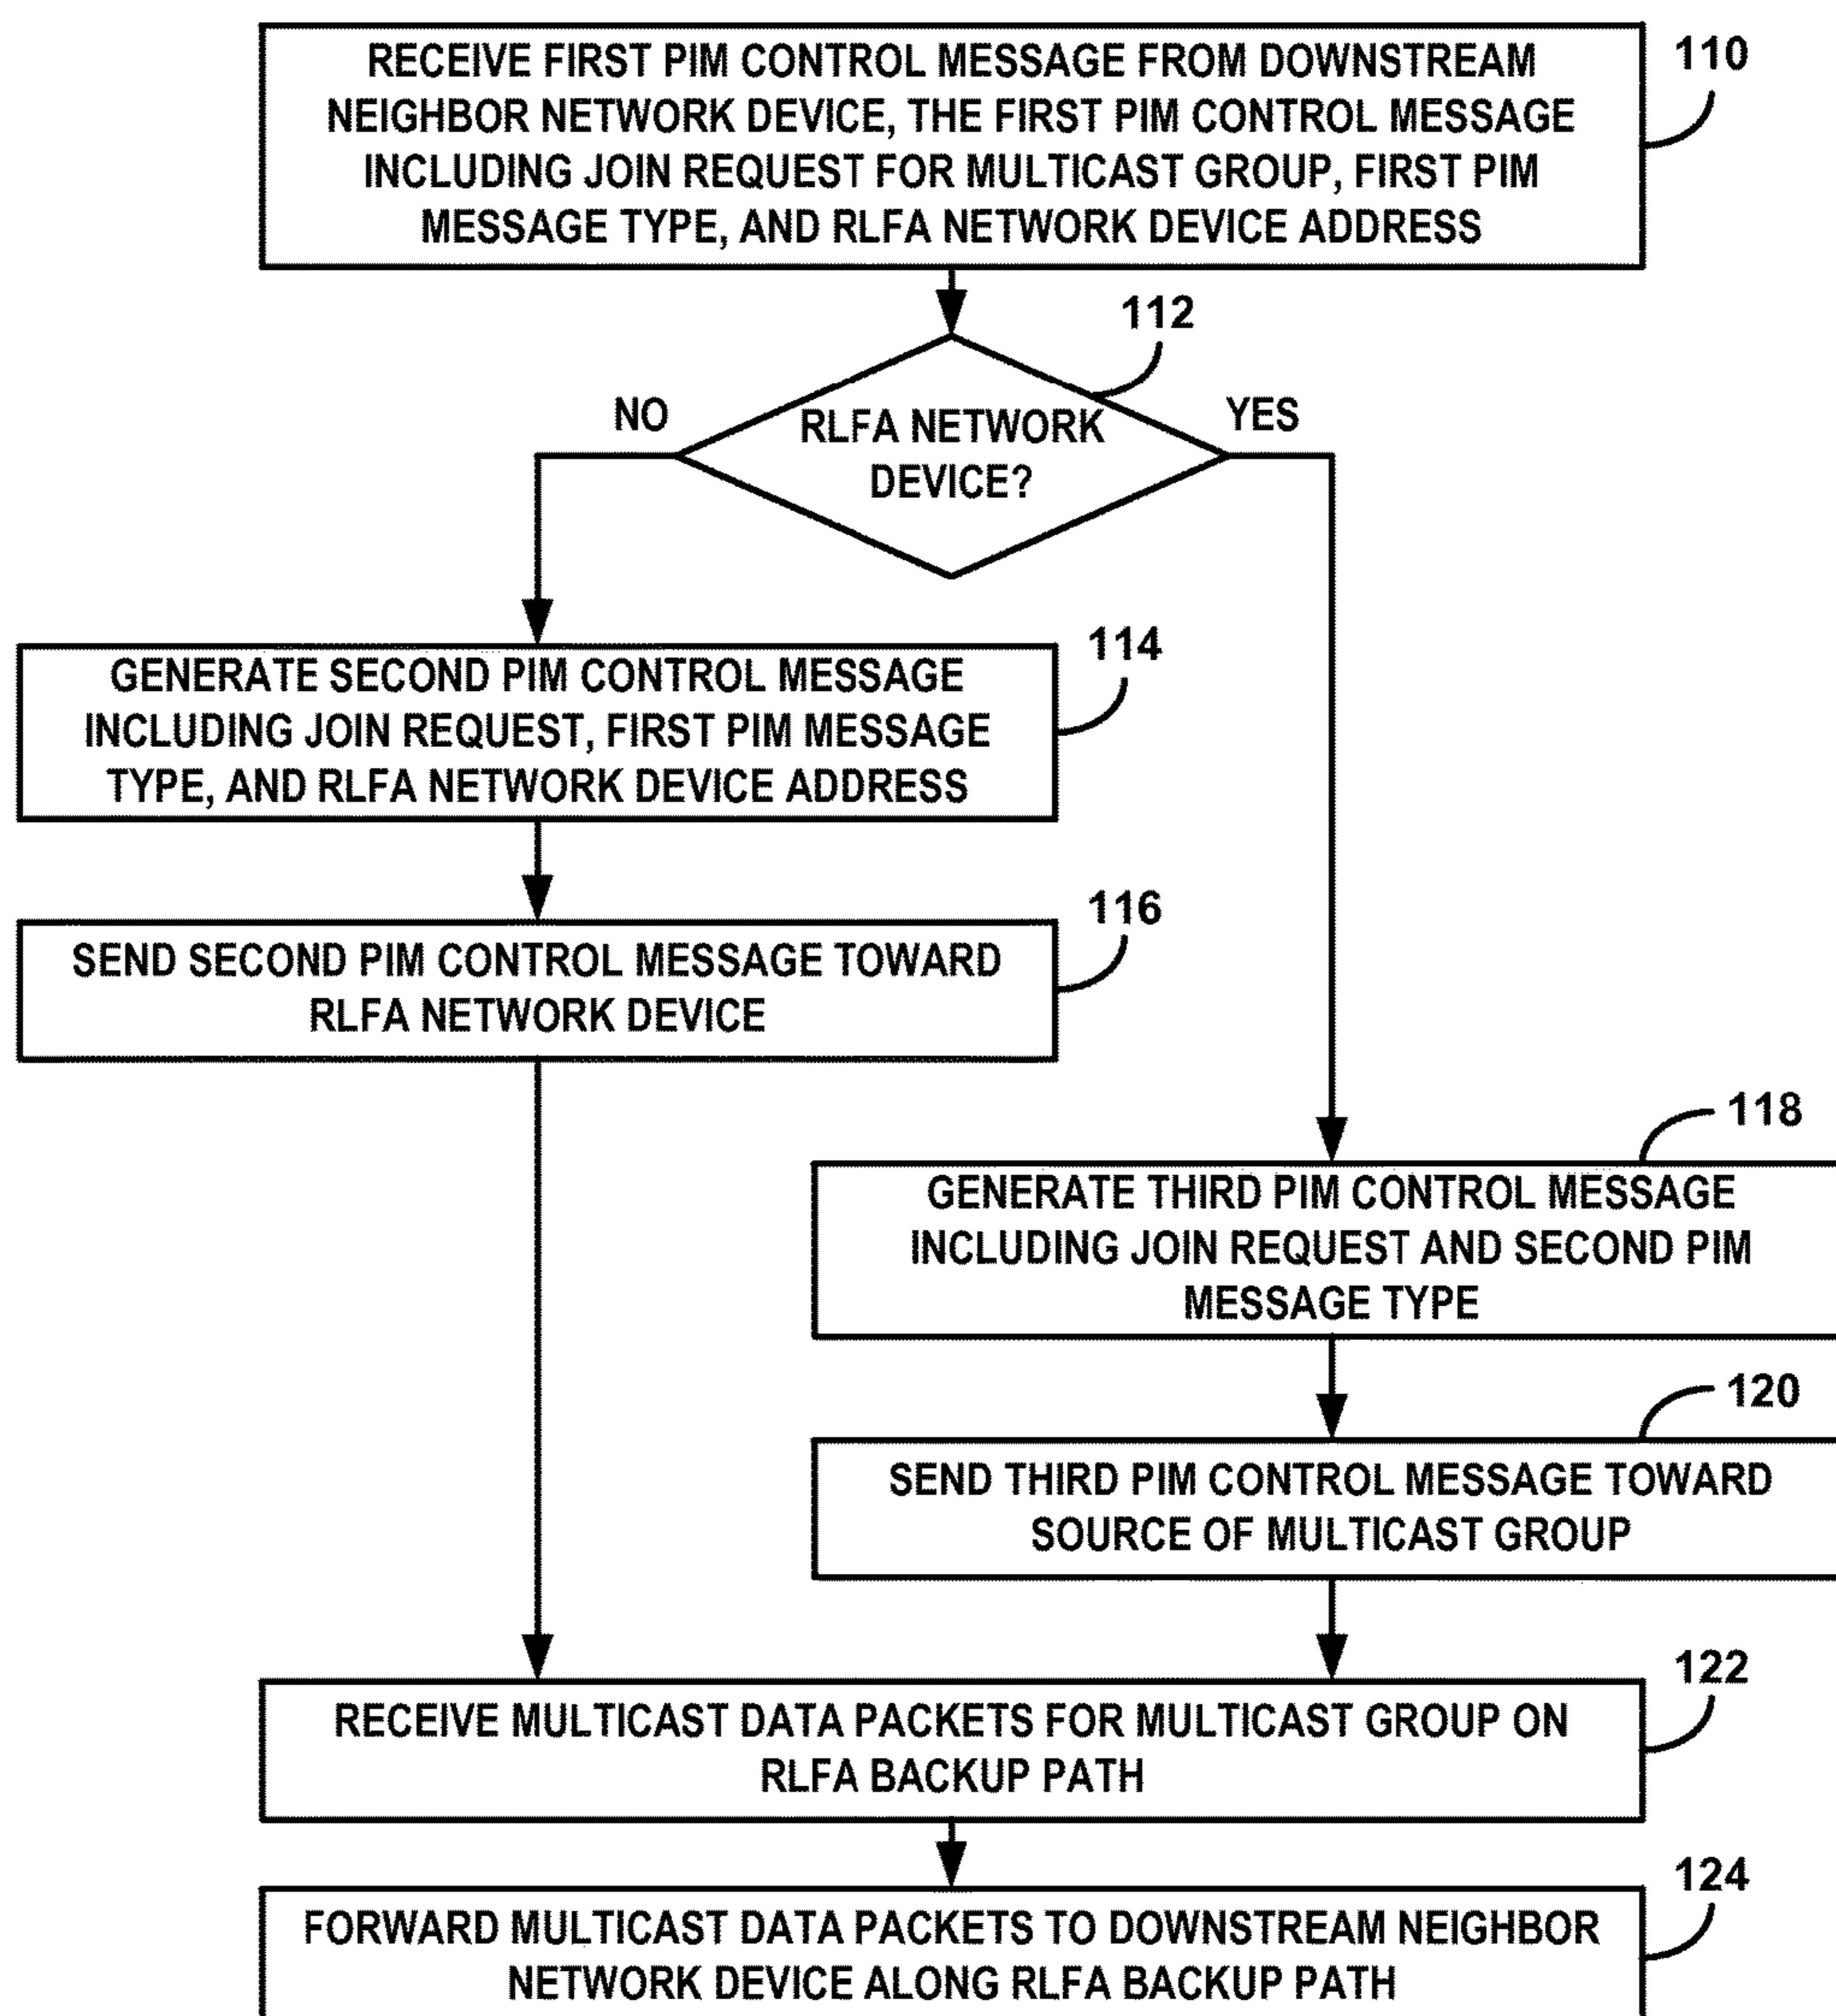 RECEIVE FIRST PIM CONTROL MESSAGE FROM DOWNSTREAM
NEIGHBOR NETWORK DEVICE, THE FIRST PIM CONTROL MESSAGE
INCLUDING JOIN REQUEST FOR MULTICAST GROUP, FIRST PIM
MESSAGE TYPE, AND RLFA NETWORK DEVICE ADDRESS
110
112
NO
RLFA NETWORK
DEVICE?
YES
GENERATE SECOND PIM CONTROL MESSAGE
INCLUDING JOIN REQUEST, FIRST PIM MESSAGE
TYPE, AND RLFA NETWORK DEVICE ADDRESS
114
SEND SECOND PIM CONTROL MESSAGE TOWARD
RLFA NETWORK DEVICE
116
118
GENERATE THIRD PIM CONTROL MESSAGE
INCLUDING JOIN REQUEST AND SECOND PIM
MESSAGE TYPE
120
SEND THIRD PIM CONTROL MESSAGE TOWARD
SOURCE OF MULTICAST GROUP
122
RECEIVE MULTICAST DATA PACKETS FOR MULTICAST GROUP ON
RLFA BACKUP PATH
124
FORWARD MULTICAST DATA PACKETS TO DOWNSTREAM NEIGHBOR
NETWORK DEVICE ALONG RLFA BACKUP PATH